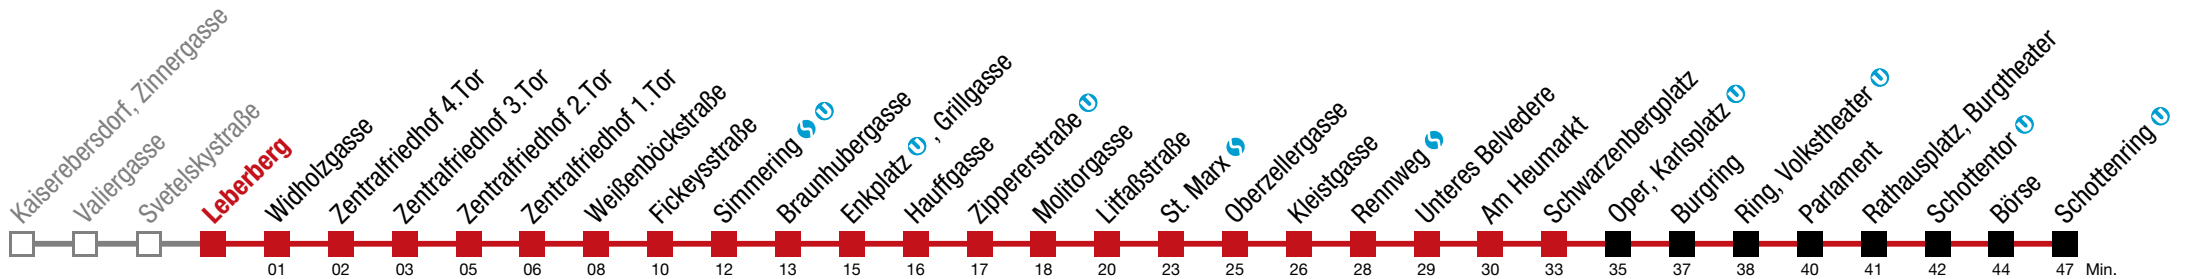 Kaiserebersdorf, Zinnergasse
Valiergasse
Svetelskystraße
Leberberg
Widholzgasse
Zentralfriedhof 4.Tor
Zentralfriedhof 3.Tor
Zentralfriedhof 2.Tor
Zentralfriedhof 1.Tor
Weißenböckstraße
Fickeysstraße
Simmering S U
Braunhubergasse
Enkplatz U , Grillgasse
Hauffgasse
Zippererstraße U
Molitorgasse
Litfaßstraße
St. Marx S
Oberzellergasse
Kleistgasse
Rennweg S
Unteres Belvedere
Am Heumarkt
Schwarzenbergplatz
Oper, Karlsplatz U
Burgring
Ring, Volkstheater U
Parlament
Rathausplatz, Burgtheater
Schottentor U
Börse
Schottenring U
01 02 03 05 06 08 10 12 13 15 16 17 18 20 23 25 26 28 29 30 33 35 37 38 40 41 42 44 47 Min.